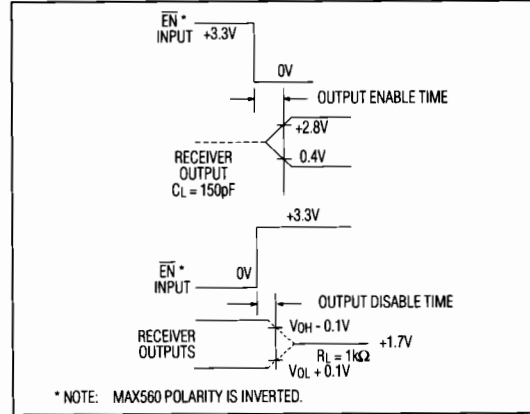 EN *
INPUT
+3.3V
0V
OUTPUT ENABLE TIME
+2.8V
RECEIVER
OUTPUT
CL = 150pF
0.4V
+3.3V
EN *
INPUT
0V
OUTPUT DISABLE TIME
RECEIVER
OUTPUTS
VOH - 0.1V
+1.7V
RL = 1kΩ
VOL + 0.1V
* NOTE: MAX560 POLARITY IS INVERTED.